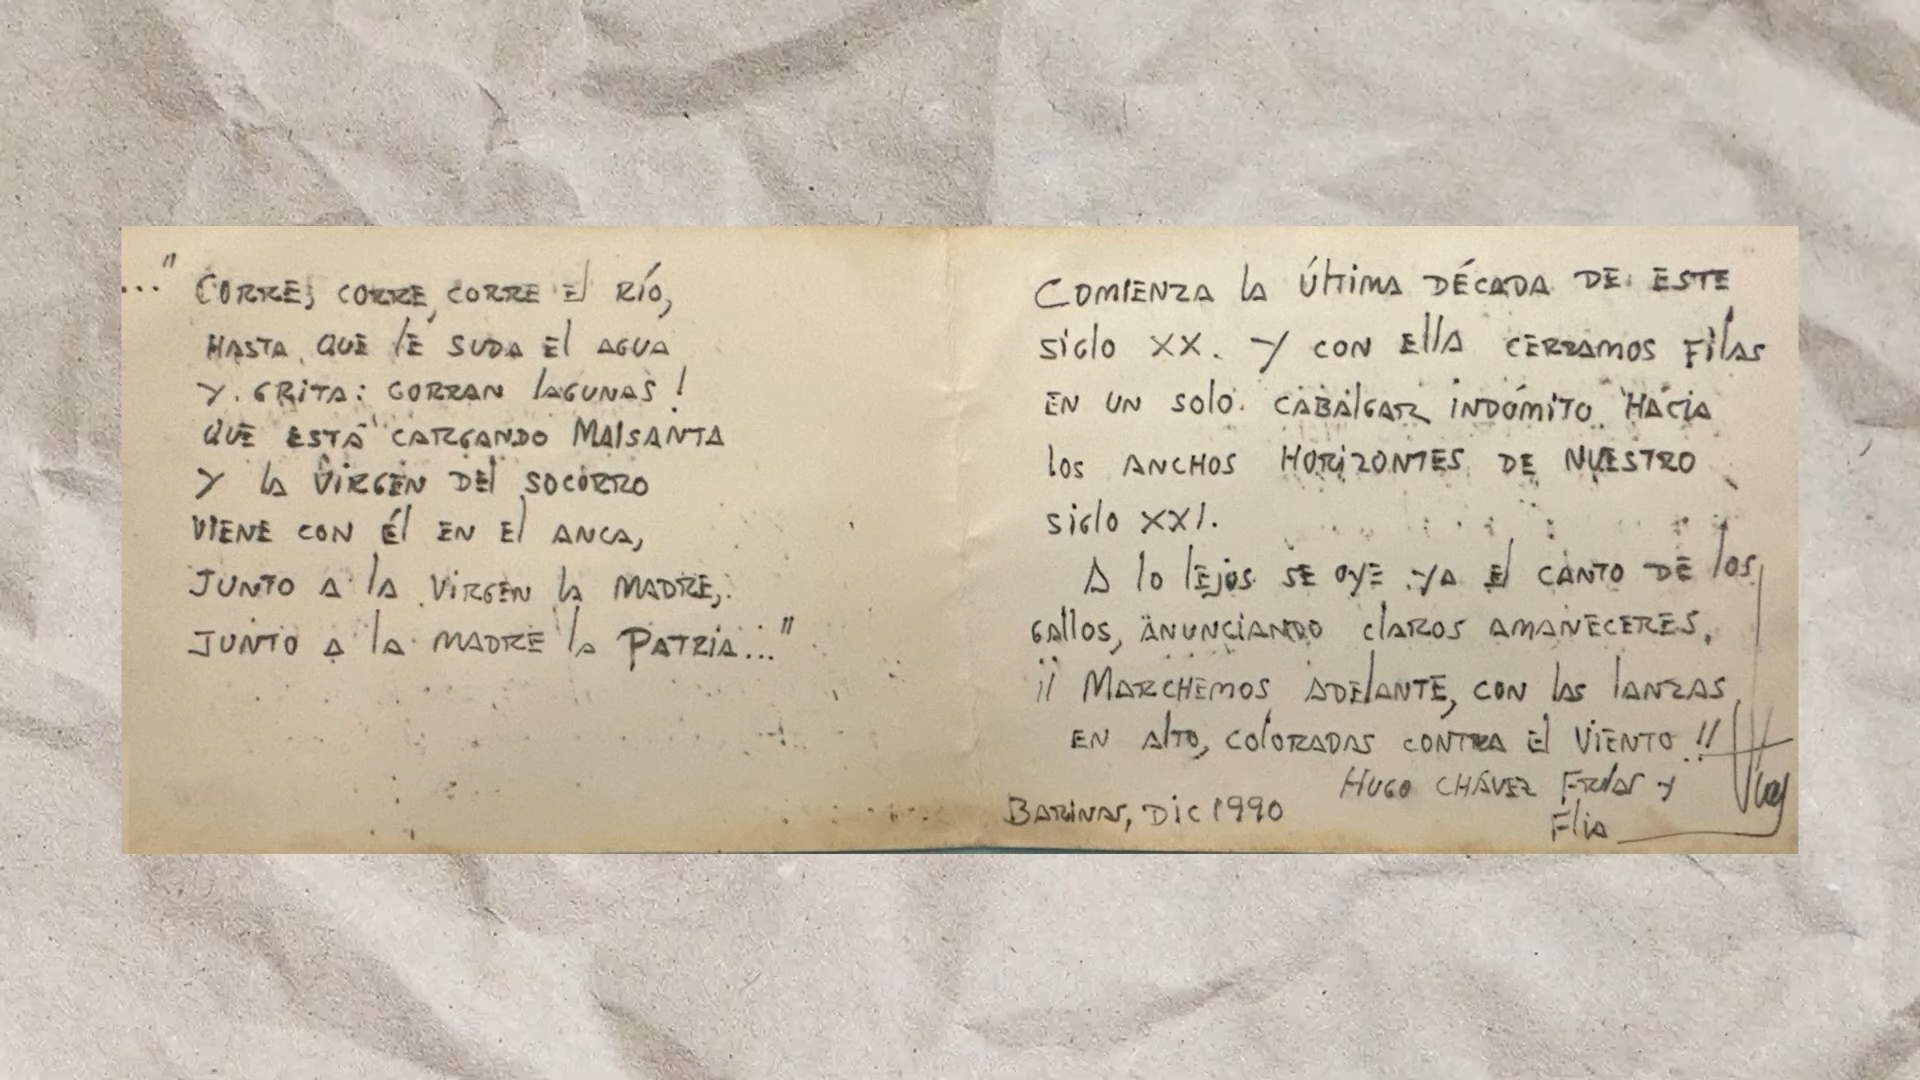 ..." CORRE, CORRE, CORRE El RÍO,
HASTA QUE lE SUDA El AGUA
Y GRITA: CORRAN lAGUNAS!
QUE ESTÁ CARGANDO MAISANTA
Y lA VIRGEN DEl SOCORRO
VIENE CON Él EN El ANCA,
JUNTO A lA VIRGEN lA MADRE,
JUNTO A lA MADRE lA PATRIA..."
COMIENZA lA ÚlTIMA DÉCADA DE ESTE
SIGlO XX. Y CON EllA CERRAMOS FIlAS
EN UN SOlO CABAlGAR INDÓMITO HACIA
lOS ANCHOS HORIZONTES DE NUESTRO
SIGlO XXI.
A lO lEJOS SE OYE YA El CANTO DE lOS
GAllOS, ANUNCIANDO ClAROS AMANECERES.
¡¡ MARCHEMOS ADElANTE, CON lAS lANZAS
EN AlTO, COlORADAS CONTRA El VIENTO!!
HUGO CHÁVEZ FRÍAS Y
FlIA
BARINAS, DIC 1990